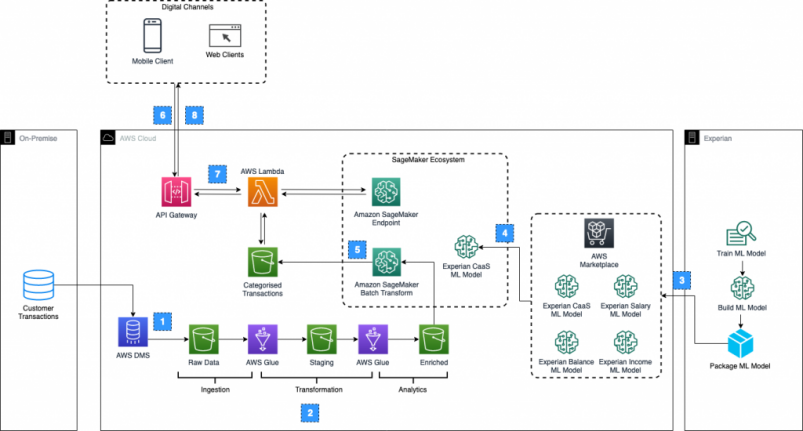 Digital Channels
Mobile Client
Web Clients
6
8
On-Premise
AWS Cloud
Experian
SageMaker Ecosystem
7
AWS Lambda
API Gateway
Amazon SageMaker
Endpoint
4
AWS
Marketplace
Train ML Model
5
Experian CaaS
ML Model
3
Categorised
Transactions
Amazon SageMaker
Batch Transform
Experian CaaS
ML Model
Experian Salary
ML Model
Build ML Model
Customer
Transactions
1
AWS DMS
Raw Data
AWS Glue
Staging
AWS Glue
Enriched
Experian Balance
ML Model
Experian Income
ML Model
Package ML Model
Ingestion
Transformation
Analytics
2